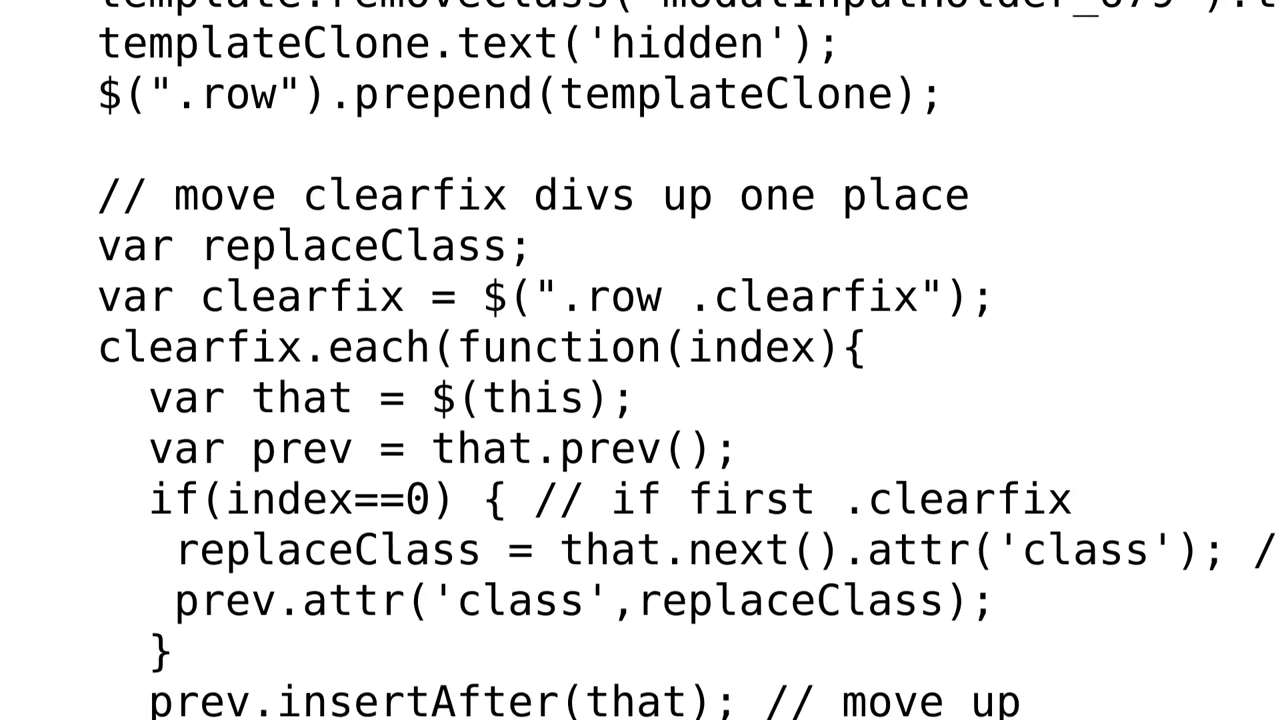 templateClone.text('hidden');
$(".row").prepend(templateClone);
// move clearfix divs up one place
var replaceClass;
var clearfix = $(".row .clearfix");
clearfix.each(function(index){
var that = $(this);
var prev = that.prev();
if(index==0) { // if first .clearfix
replaceClass = that.next().attr('class'); /
prev.attr('class',replaceClass);
}
prev.insertAfter(that); // move up